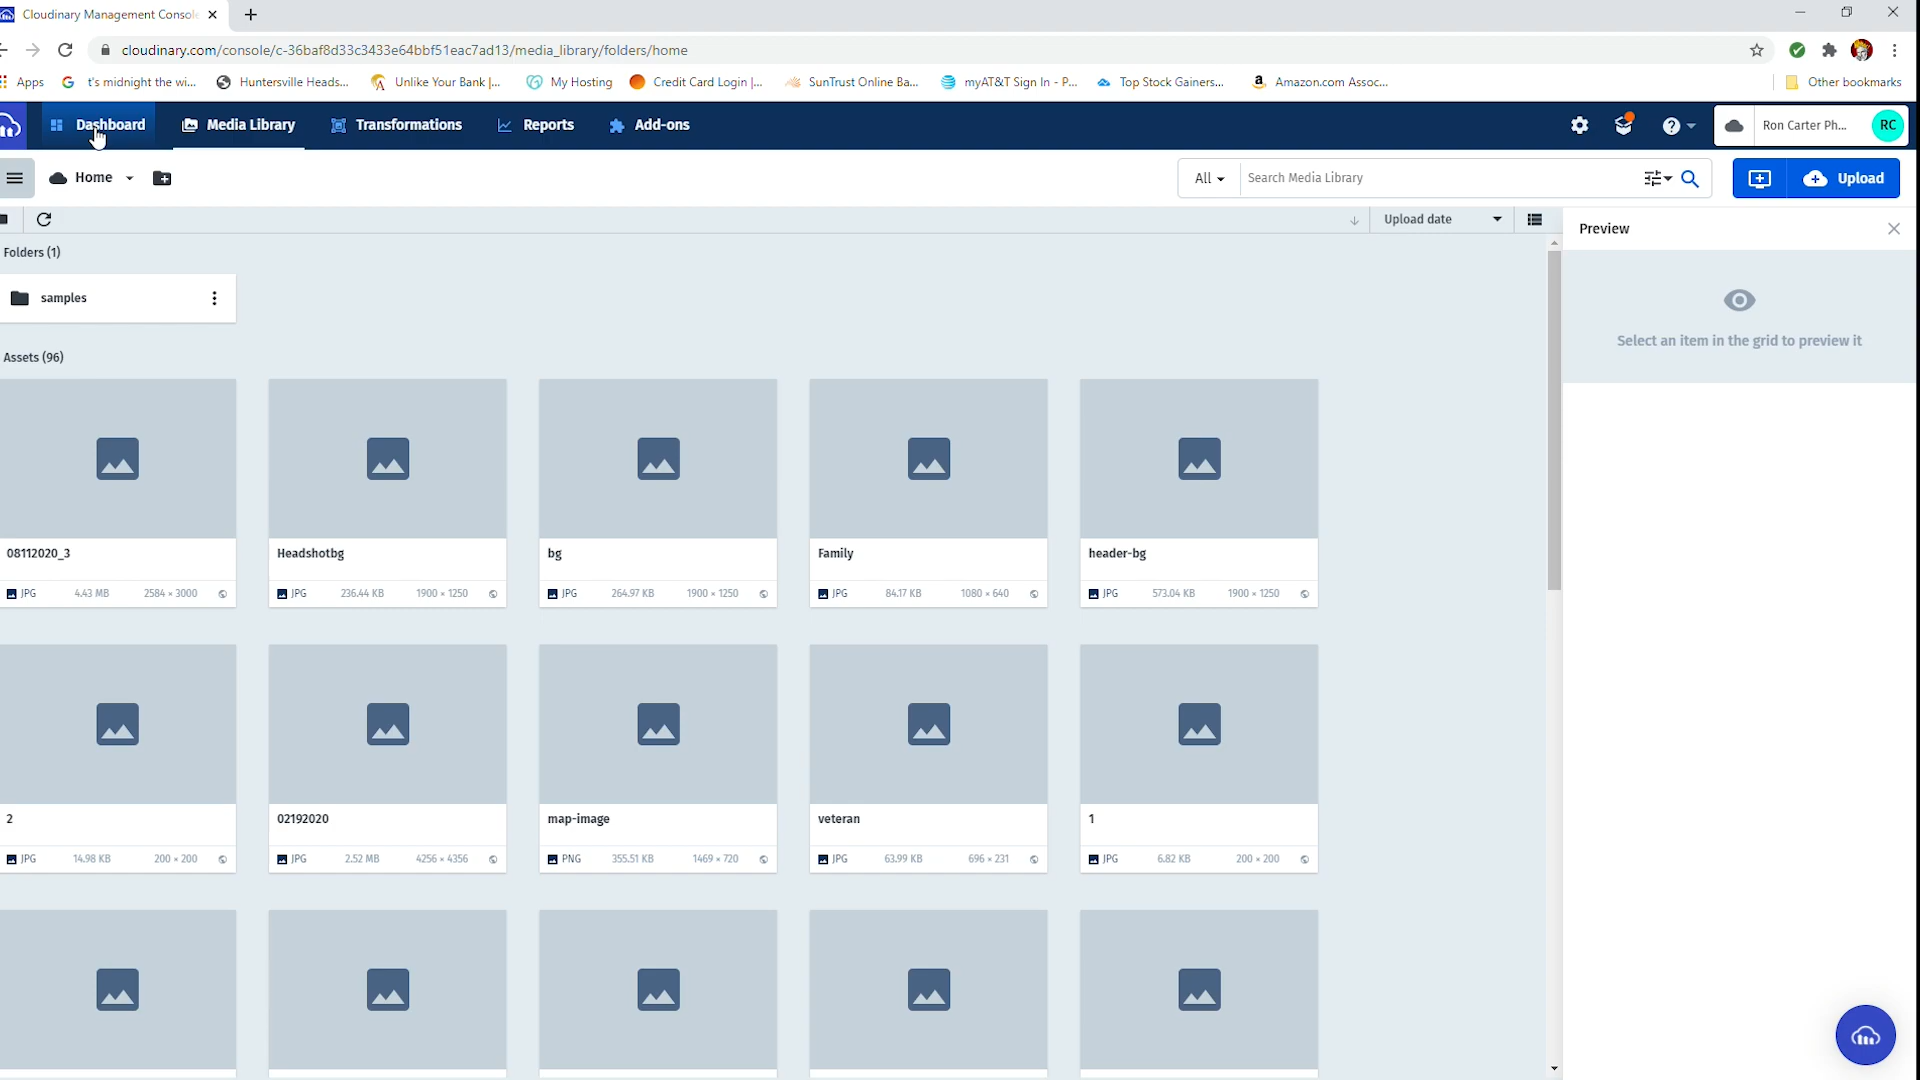 Cloudinary Management Consol
cloudinary.com/console/c-36baf8d33c3433e64bbf51eac7ad13/media_library/folders/home
Apps t's midnight the wi... Huntersville Heads... Unlike Your Bank |... My Hosting Credit Card Login |... SunTrust Online Ba... myAT&T Sign In - P... Top Stock Gainers... Amazon.com Assoc... Other bookmarks
Dashboard Media Library Transformations Reports Add-ons Ron Carter Ph... RC
Home All Search Media Library Upload
Upload date
Preview
Folders (1)
samples
Select an item in the grid to preview it
Assets (96)
08112020_3 Headshotbg bg Family header-bg
JPG 4.43 MB 2584 × 3000 JPG 236.44 KB 1900 × 1250 JPG 264.97 KB 1900 × 1250 JPG 84.17 KB 1080 × 640 JPG 573.04 KB 1900 × 1250
2 02192020 map-image veteran 1
JPG 14.98 KB 200 × 200 JPG 2.52 MB 4256 × 4356 PNG 355.51 KB 1469 × 720 JPG 63.99 KB 696 × 231 JPG 6.82 KB 200 × 200